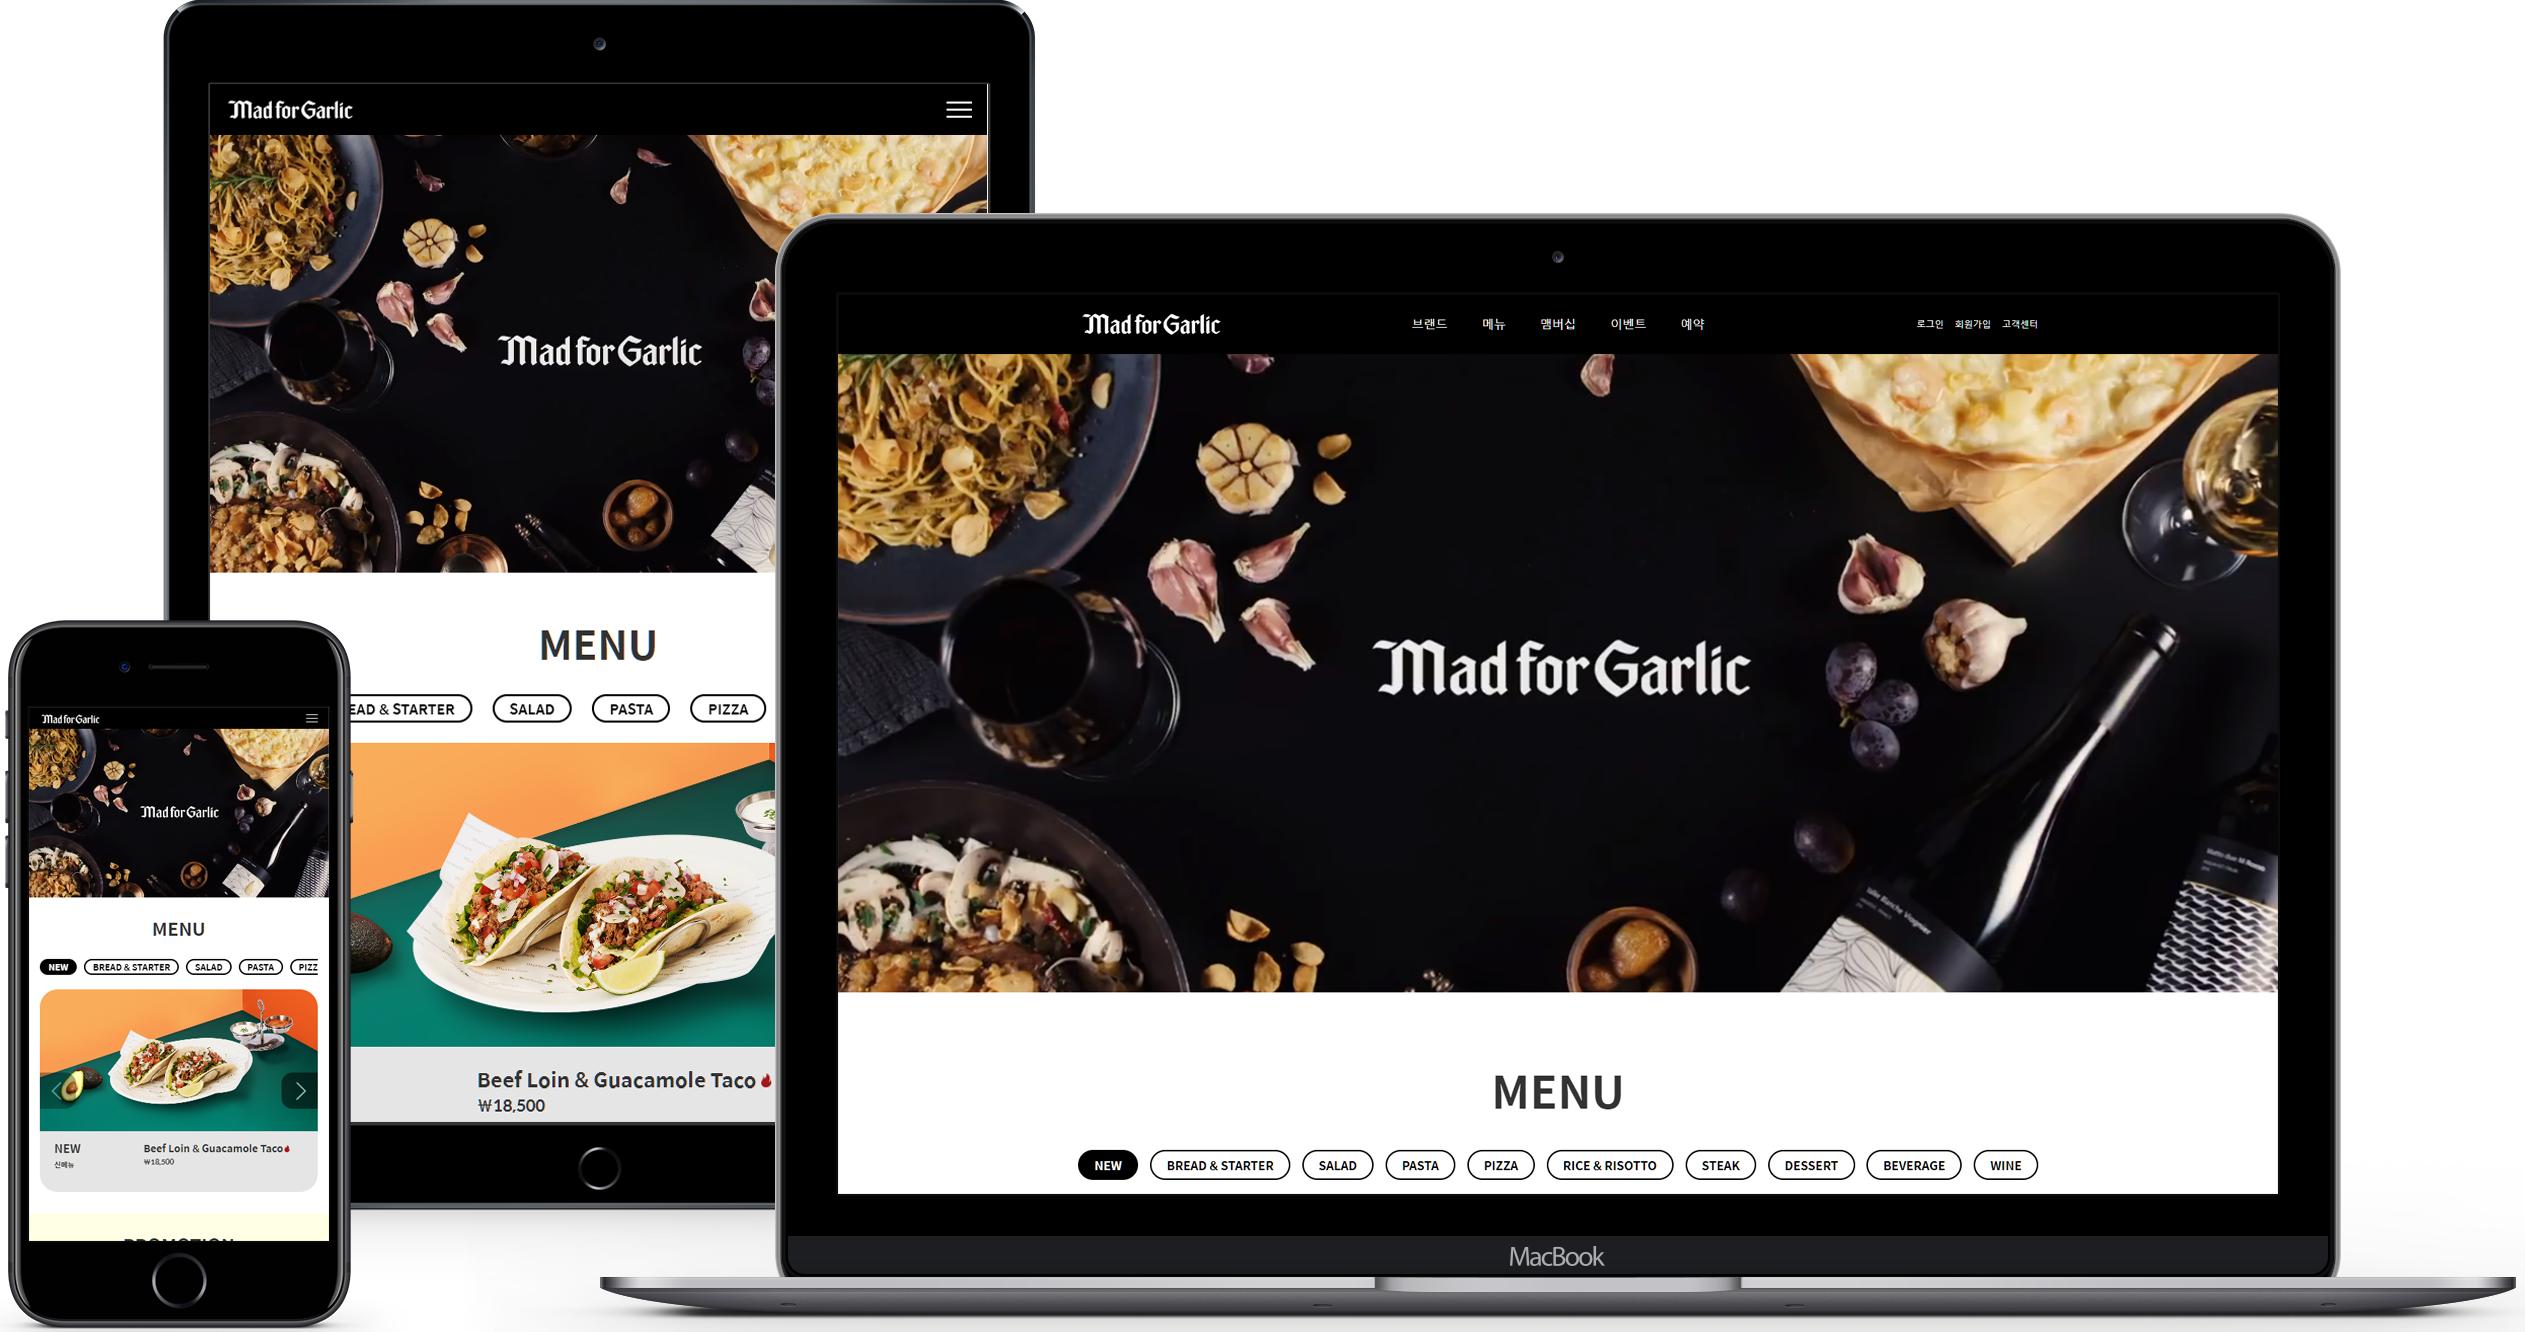 Mad for Garlic
Mad for Garlic
MENU
EAD & STARTER SALAD PASTA PIZZA
Beef Loin & Guacamole Taco
₩18,500
Mad for Garlic
Mad for Garlic
MENU
NEW BREAD & STARTER SALAD PASTA PIZZ
NEW Beef Loin & Guacamole Taco
신메뉴 ₩18,500
PROMOTION
Mad for Garlic 브랜드 메뉴 맴버십 이벤트 예약 로그인 회원가입 고객센터
Mad for Garlic
MENU
NEW BREAD & STARTER SALAD PASTA PIZZA RICE & RISOTTO STEAK DESSERT BEVERAGE WINE
MacBook